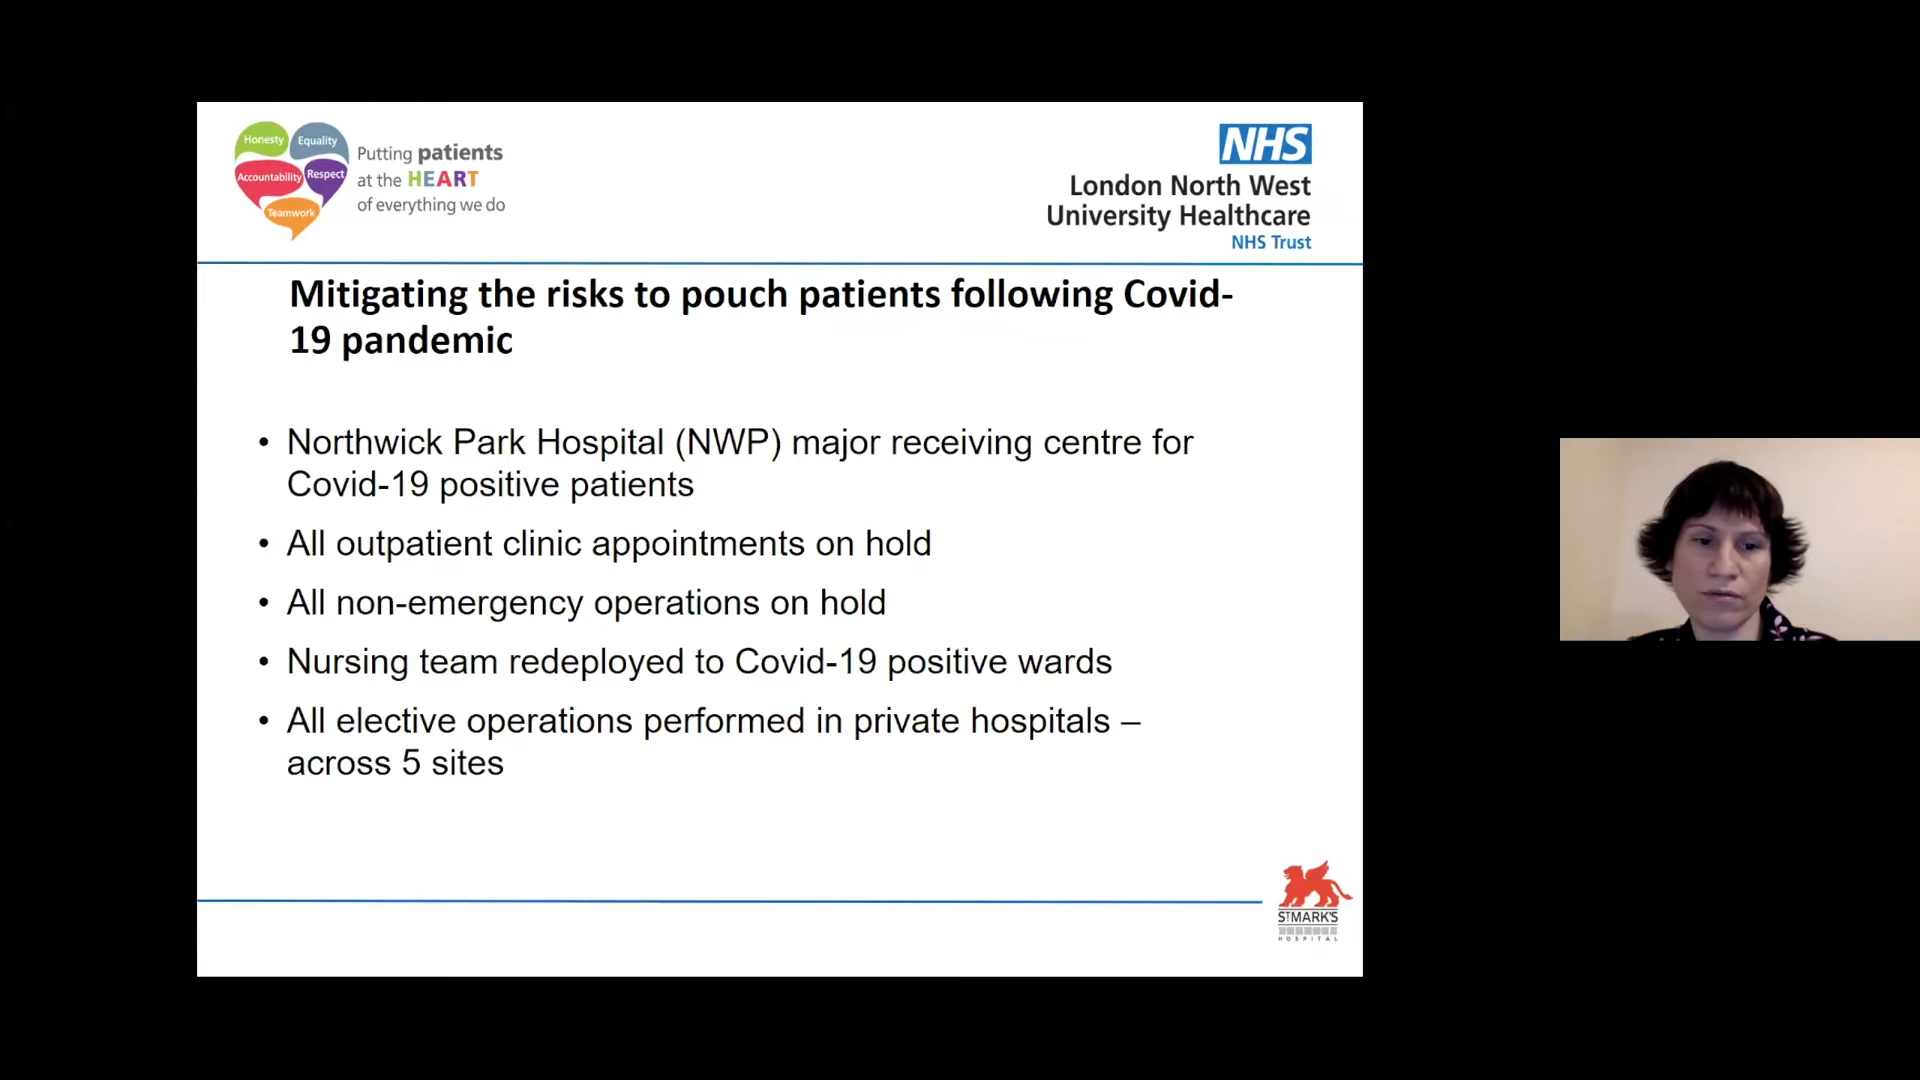 Honesty
Equality
Accountability
Respect
Teamwork
Putting patients
at the HEART
of everything we do
NHS
London North West
University Healthcare
NHS Trust
Mitigating the risks to pouch patients following Covid-
19 pandemic
• Northwick Park Hospital (NWP) major receiving centre for
Covid-19 positive patients
• All outpatient clinic appointments on hold
• All non-emergency operations on hold
• Nursing team redeployed to Covid-19 positive wards
• All elective operations performed in private hospitals –
across 5 sites
ST MARK'S
HOSPITAL